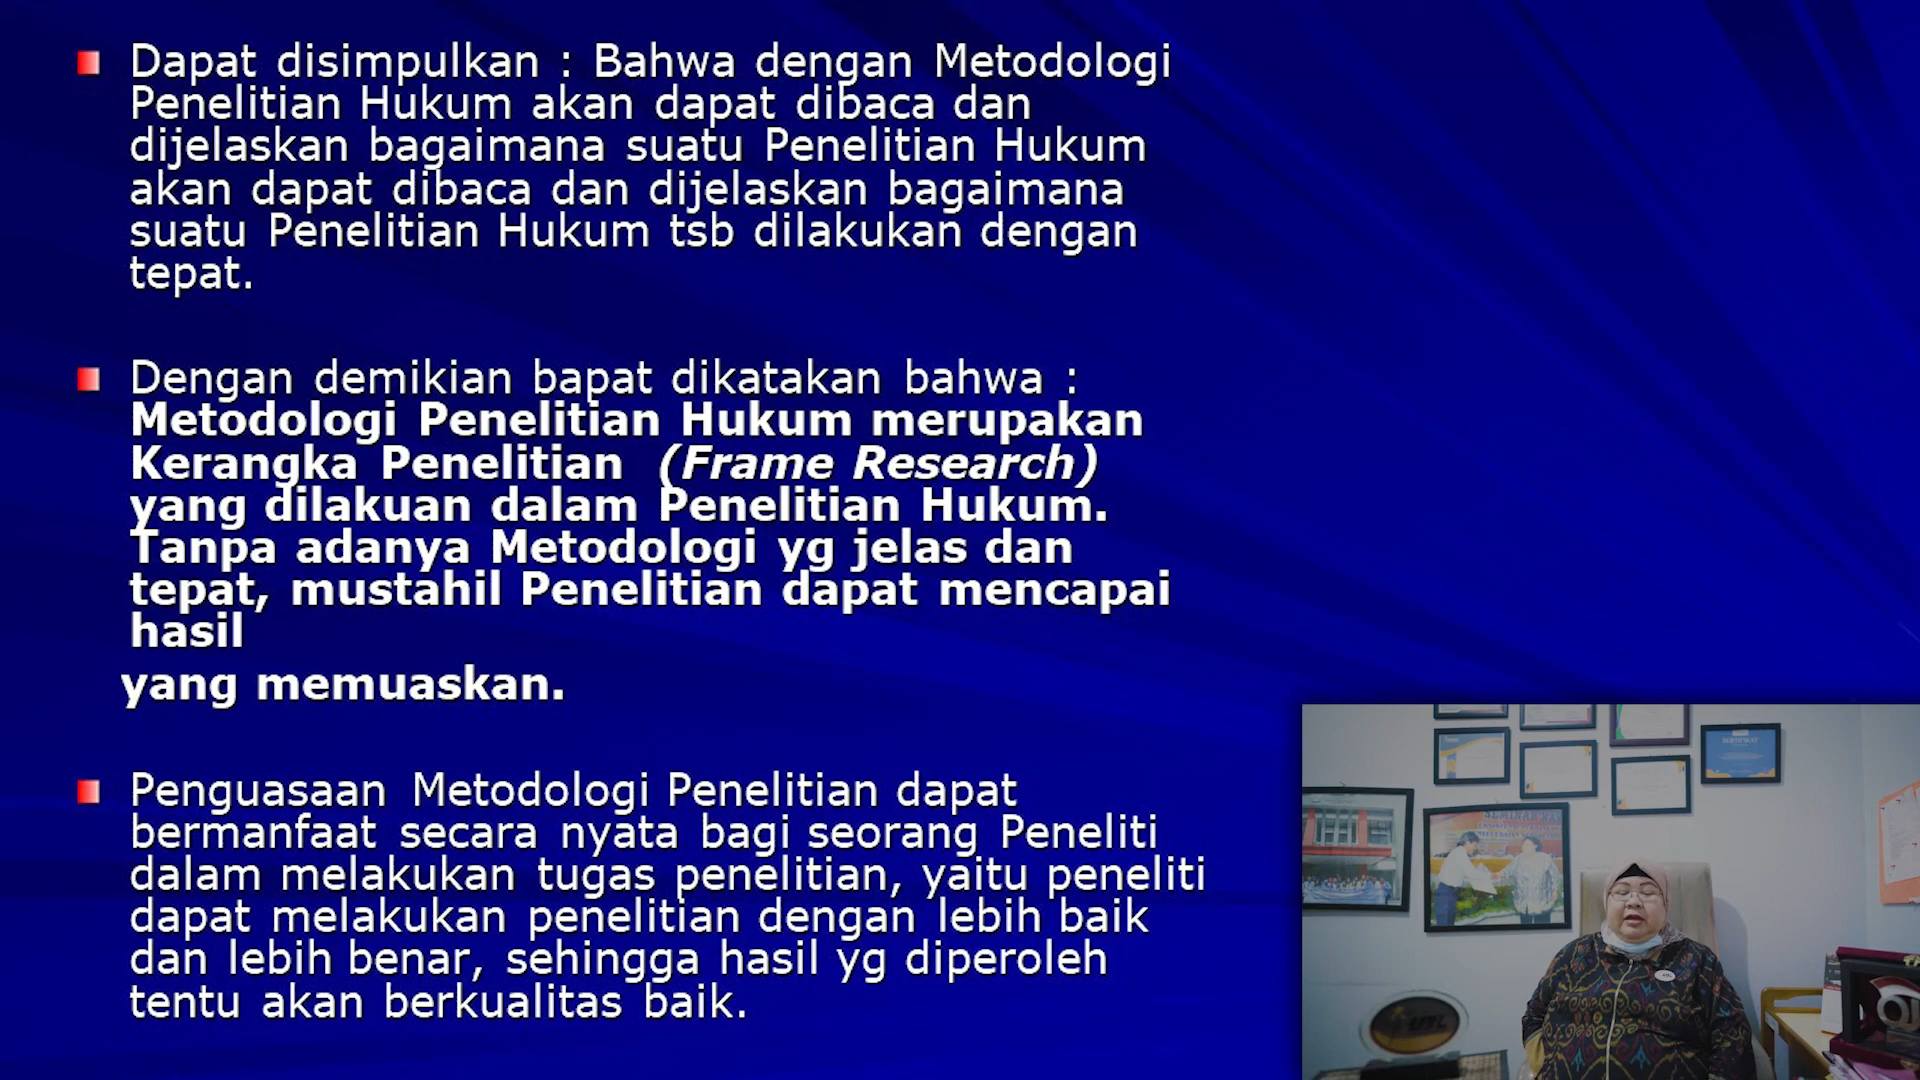 Dapat disimpulkan : Bahwa dengan Metodologi
Penelitian Hukum akan dapat dibaca dan
dijelaskan bagaimana suatu Penelitian Hukum
akan dapat dibaca dan dijelaskan bagaimana
suatu Penelitian Hukum tsb dilakukan dengan
tepat.
Dengan demikian bapat dikatakan bahwa :
Metodologi Penelitian Hukum merupakan
Kerangka Penelitian (Frame Research)
yang dilakuan dalam Penelitian Hukum.
Tanpa adanya Metodologi yg jelas dan
tepat, mustahil Penelitian dapat mencapai
hasil
yang memuaskan.
Penguasaan Metodologi Penelitian dapat
bermanfaat secara nyata bagi seorang Peneliti
dalam melakukan tugas penelitian, yaitu peneliti
dapat melakukan penelitian dengan lebih baik
dan lebih benar, sehingga hasil yg diperoleh
tentu akan berkualitas baik.
SERTIFIKAT